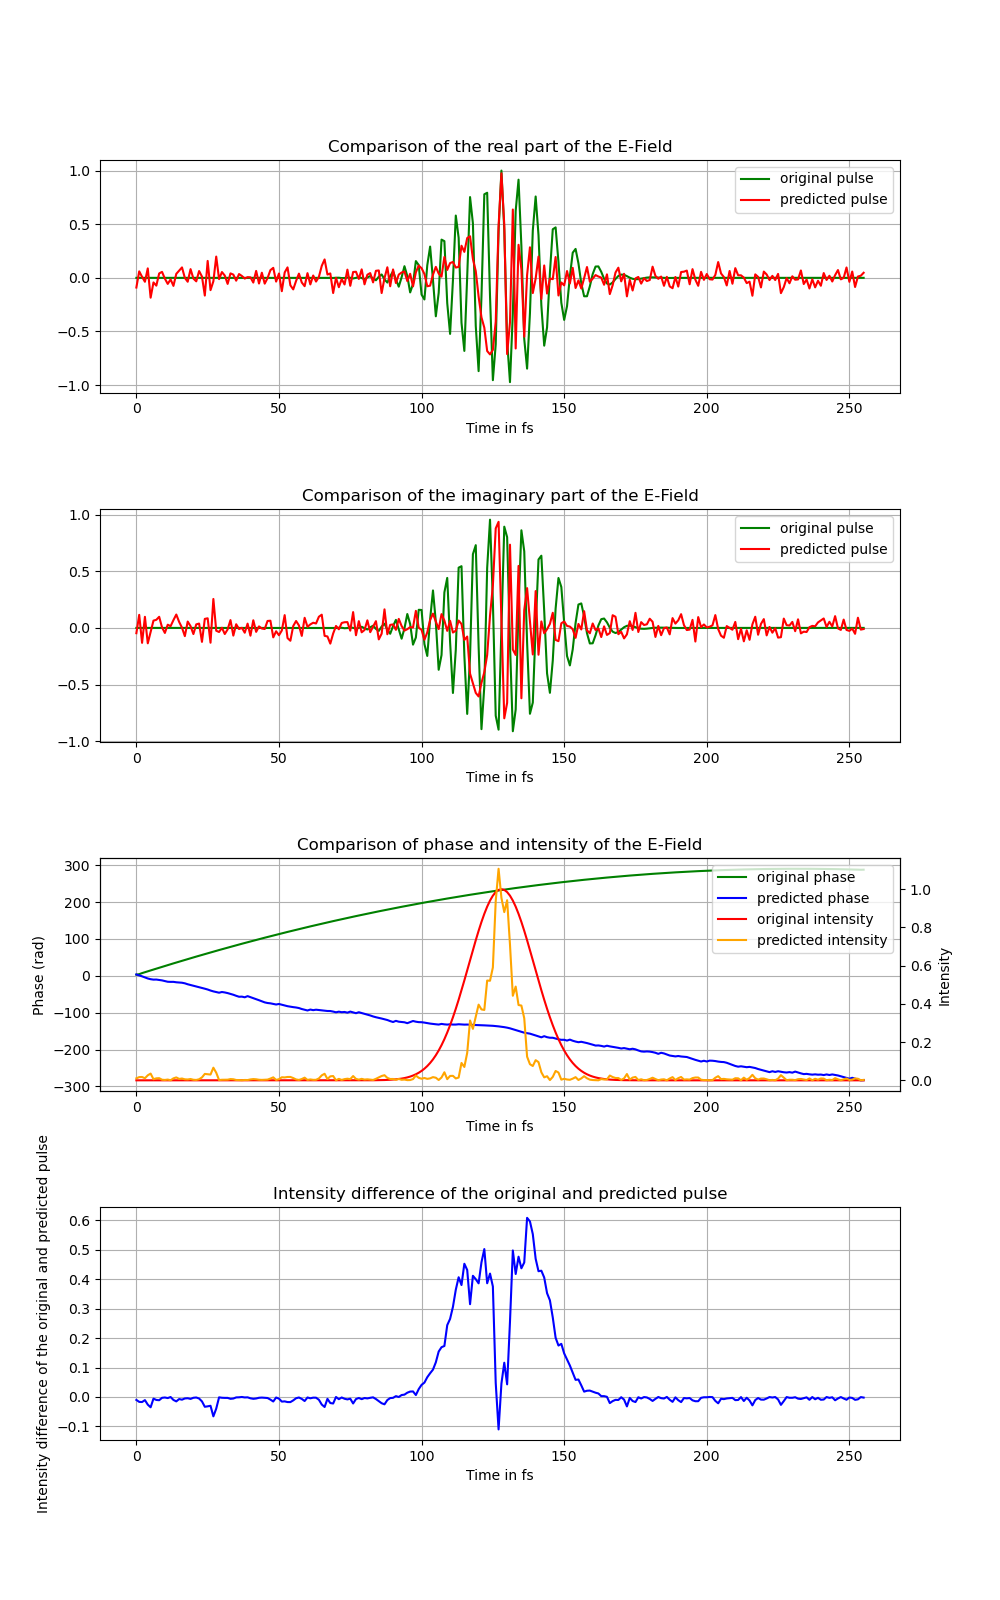 Comparison of the real part of the E-Field
1.0
0.5
0.0
−0.5
−1.0
original pulse
predicted pulse
0 50 100 150 200 250
Time in fs
Comparison of the imaginary part of the E-Field
1.0
0.5
0.0
−0.5
−1.0
original pulse
predicted pulse
0 50 100 150 200 250
Time in fs
Comparison of phase and intensity of the E-Field
Phase (rad)
300
200
100
0
−100
−200
−300
original phase
predicted phase
original intensity
predicted intensity
1.0
0.8
0.6
0.4
0.2
0.0
Intensity
0 50 100 150 200 250
Time in fs
Intensity difference of the original and predicted pulse
Intensity difference of the original and predicted pulse
0.6
0.5
0.4
0.3
0.2
0.1
0.0
−0.1
0 50 100 150 200 250
Time in fs